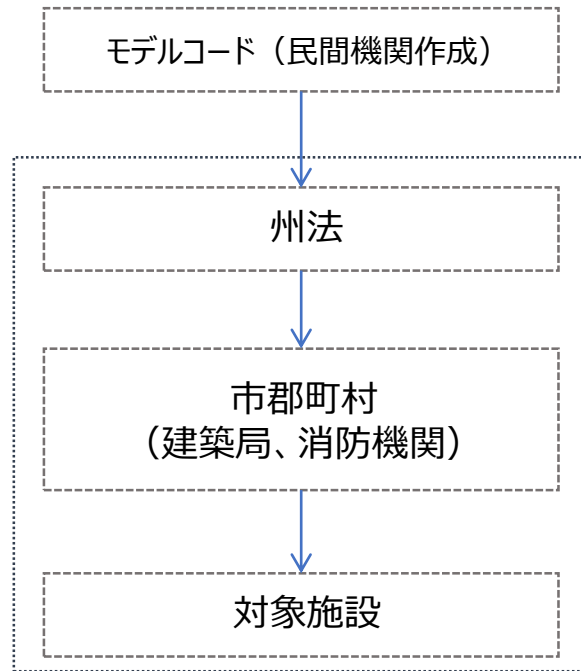 モデルコード（民間機関作成）
州法
市郡町村
（建築局、消防機関）
対象施設